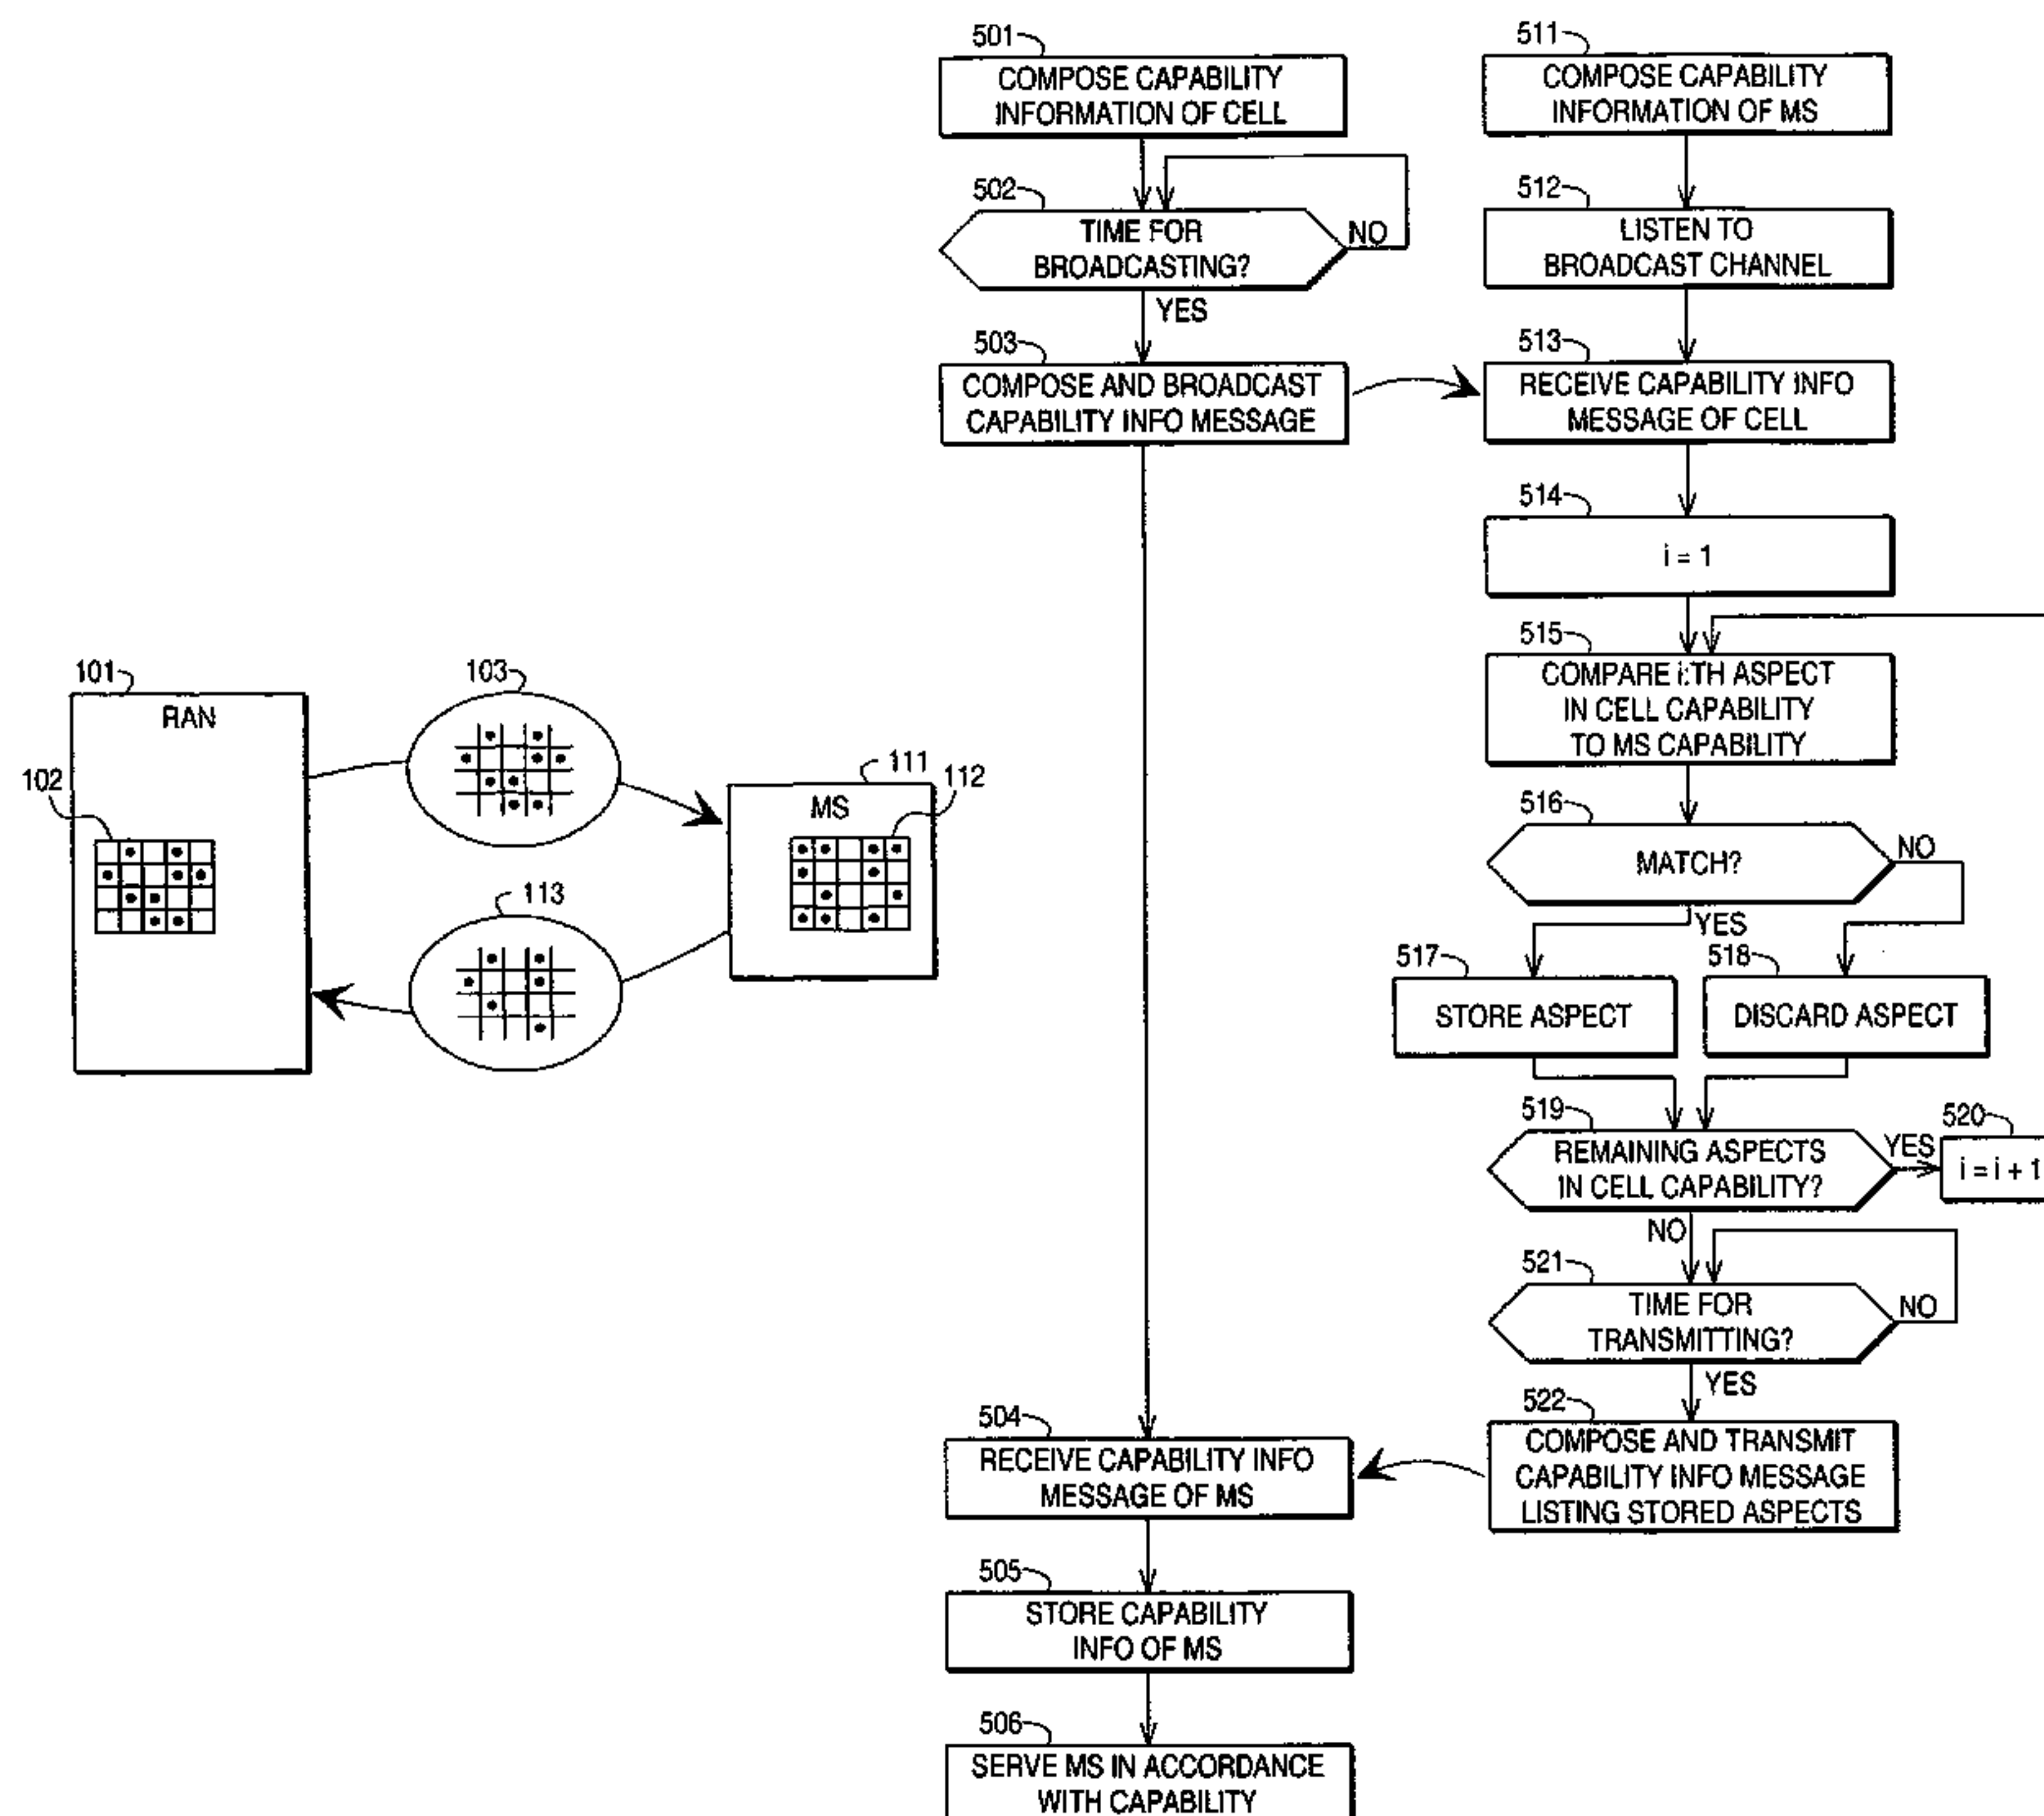 101
RAN
102
103
111
112
MS
113
501
COMPOSE CAPABILITY
INFORMATION OF CELL
502
TIME FOR
BROADCASTING?
NO
YES
503
COMPOSE AND BROADCAST
CAPABILITY INFO MESSAGE
504
RECEIVE CAPABILITY INFO
MESSAGE OF MS
505
STORE CAPABILITY
INFO OF MS
506
SERVE MS IN ACCORDANCE
WITH CAPABILITY
511
COMPOSE CAPABILITY
INFORMATION OF MS
512
LISTEN TO
BROADCAST CHANNEL
513
RECEIVE CAPABILITY INFO
MESSAGE OF CELL
514
i = 1
515
COMPARE i:TH ASPECT
IN CELL CAPABILITY
TO MS CAPABILITY
516
MATCH?
NO
YES
517
STORE ASPECT
518
DISCARD ASPECT
519
REMAINING ASPECTS
IN CELL CAPABILITY?
YES
520
i = i + 1
NO
521
TIME FOR
TRANSMITTING?
NO
YES
522
COMPOSE AND TRANSMIT
CAPABILITY INFO MESSAGE
LISTING STORED ASPECTS